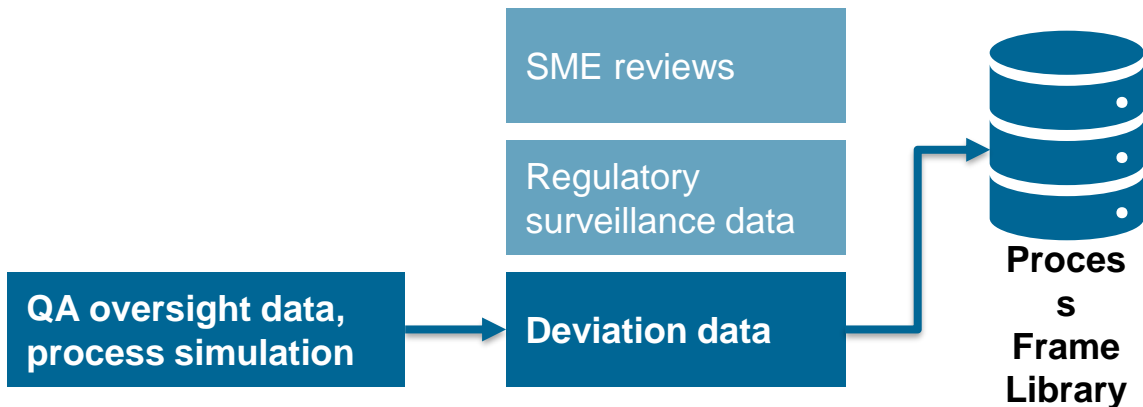 SME reviews
Regulatory
surveillance data
QA oversight data,
process simulation
Deviation data
Proces
s
Frame
Library